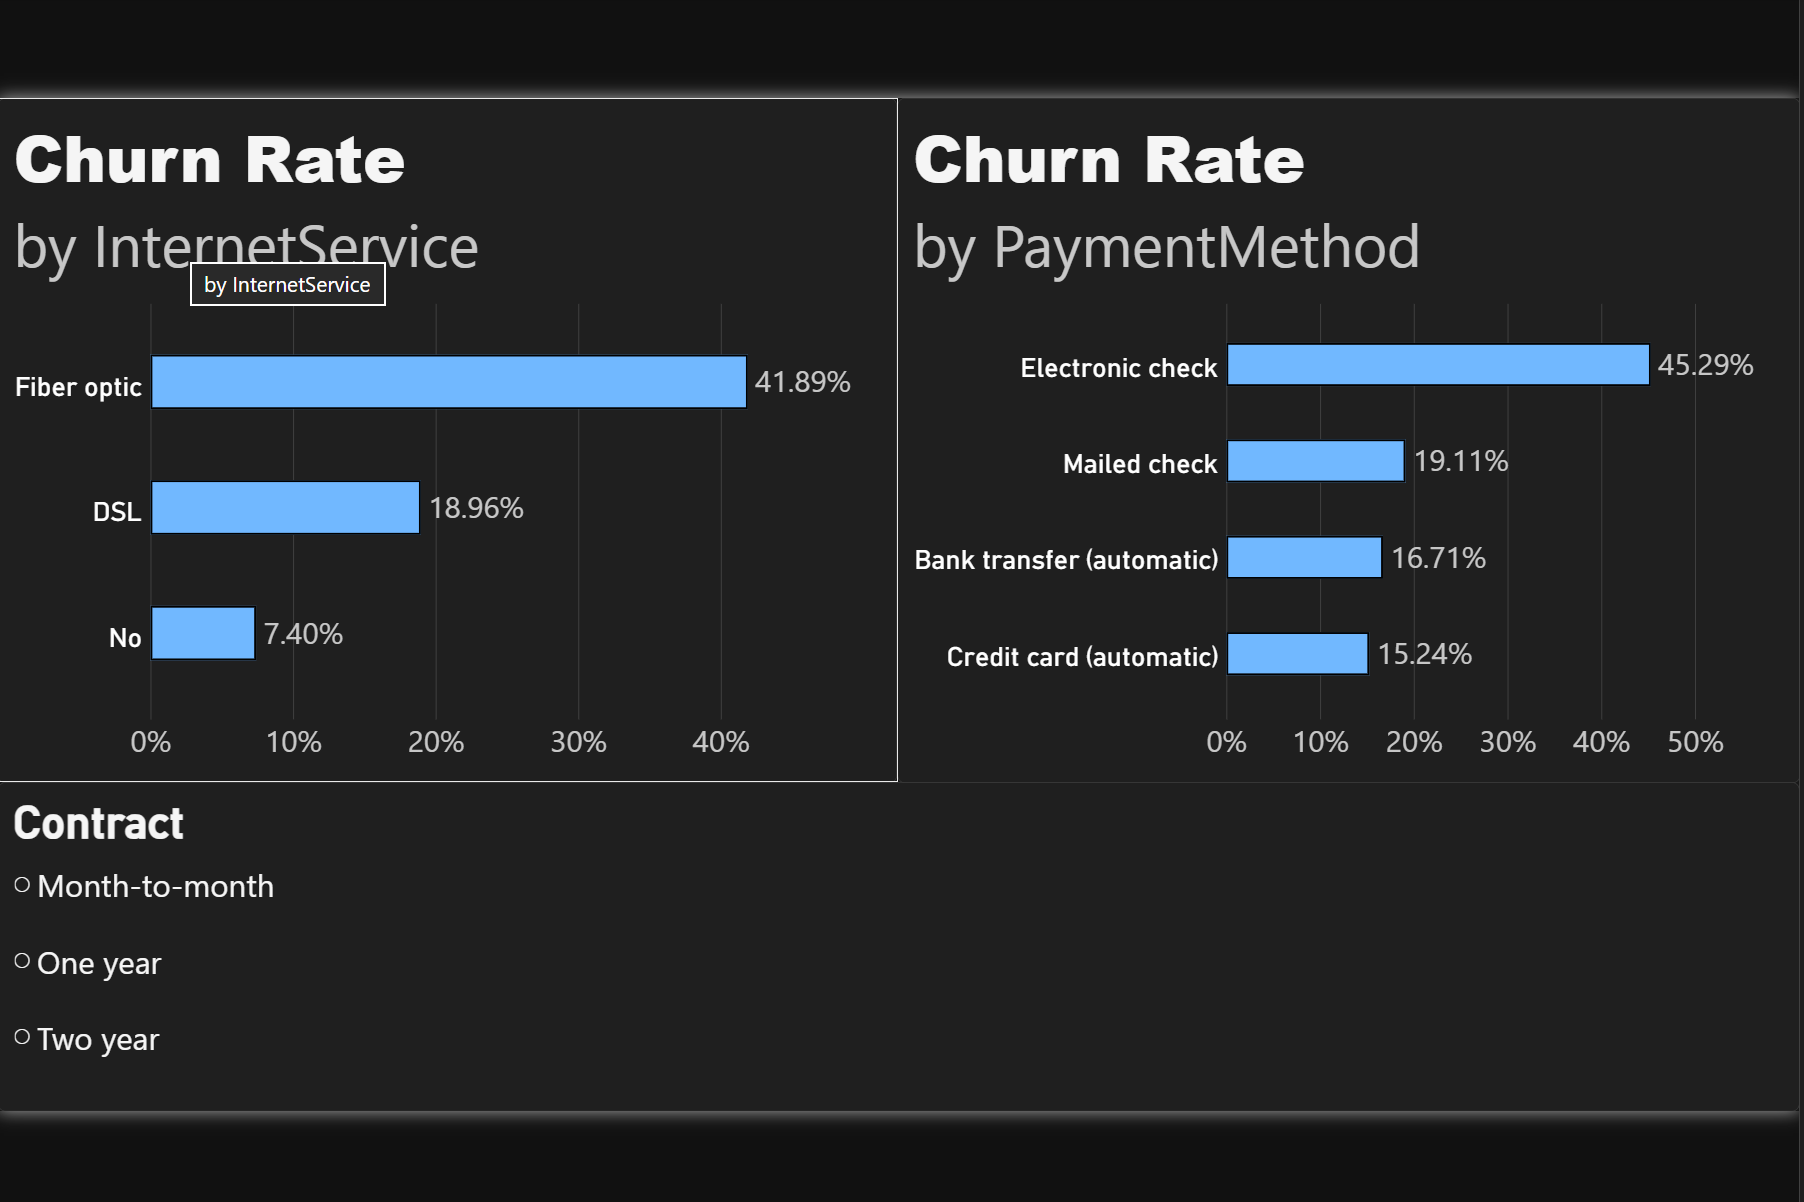 Churn Rate
by InternetService
by InternetService
Fiber optic 41.89%
DSL 18.96%
No 7.40%
0% 10% 20% 30% 40%
Churn Rate
by PaymentMethod
Electronic check 45.29%
Mailed check 19.11%
Bank transfer (automatic) 16.71%
Credit card (automatic) 15.24%
0% 10% 20% 30% 40% 50%
Contract
Month-to-month
One year
Two year